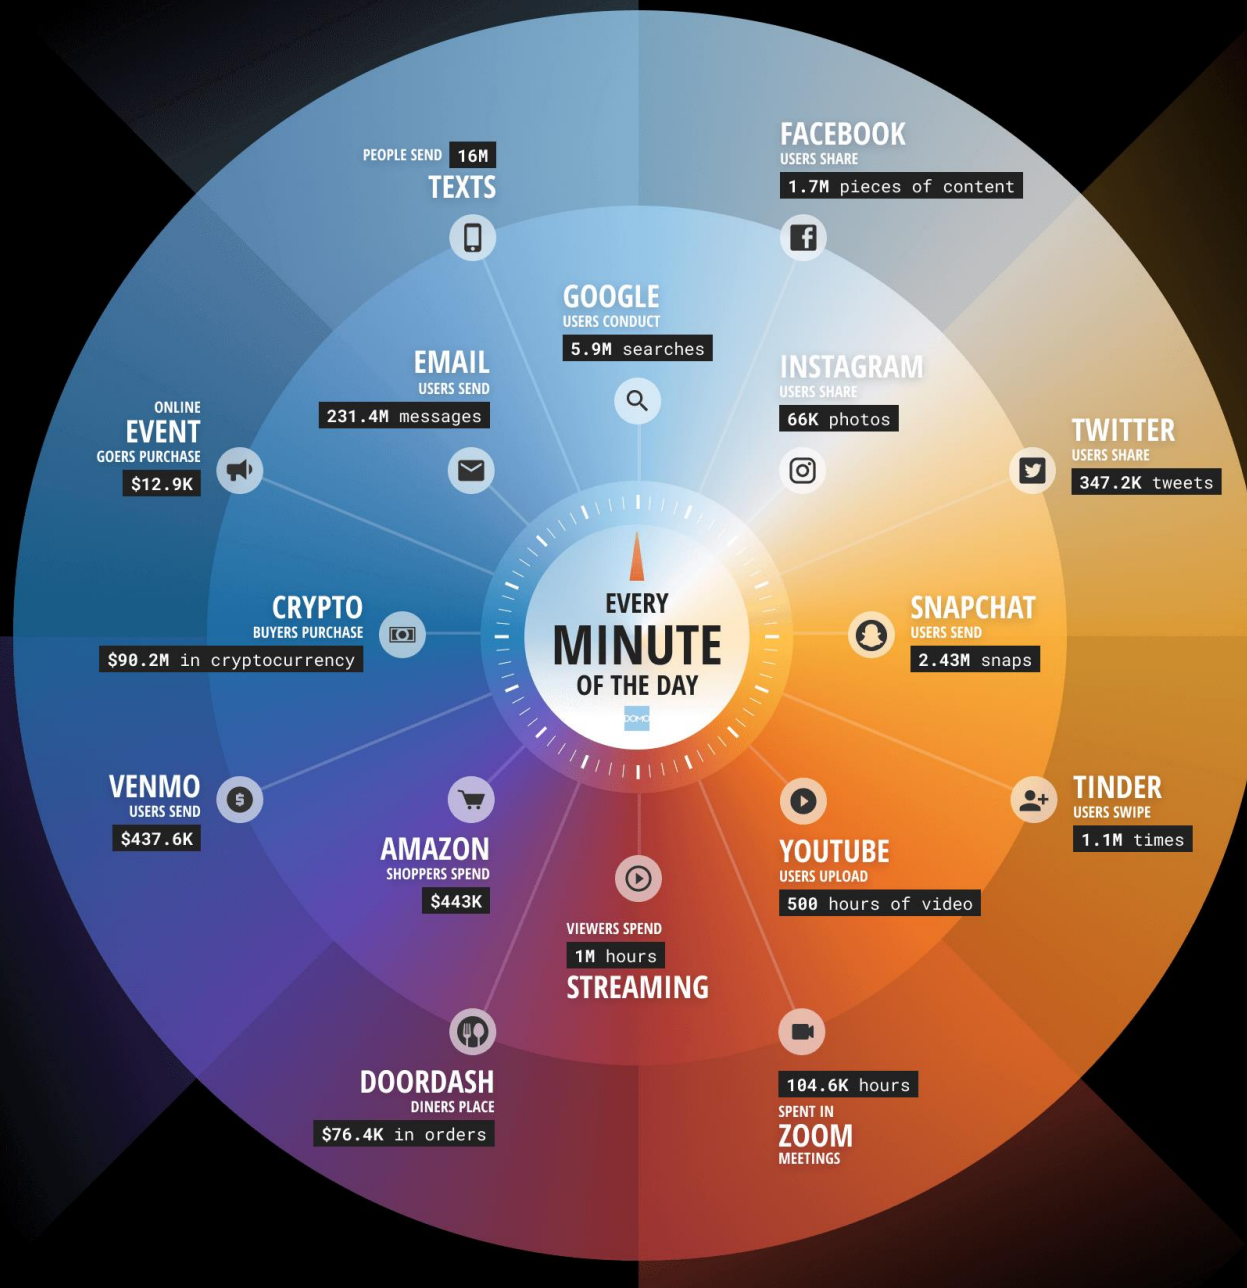 FACEBOOK
USERS SHARE
1.7M pieces of content
PEOPLE SEND 16M
TEXTS
GOOGLE
USERS CONDUCT
5.9M searches
EMAIL
USERS SEND
231.4M messages
INSTAGRAM
USERS SHARE
66K photos
ONLINE
EVENT
GOERS PURCHASE
$12.9K
TWITTER
USERS SHARE
347.2K tweets
CRYPTO
BUYERS PURCHASE
$90.2M in cryptocurrency
EVERY
MINUTE
OF THE DAY
DOMO
SNAPCHAT
USERS SEND
2.43M snaps
VENMO
USERS SEND
$437.6K
AMAZON
SHOPPERS SPEND
$443K
VIEWERS SPEND
1M hours
STREAMING
YOUTUBE
USERS UPLOAD
500 hours of video
TINDER
USERS SWIPE
1.1M times
DOORDASH
DINERS PLACE
$76.4K in orders
104.6K hours
SPENT IN
ZOOM
MEETINGS